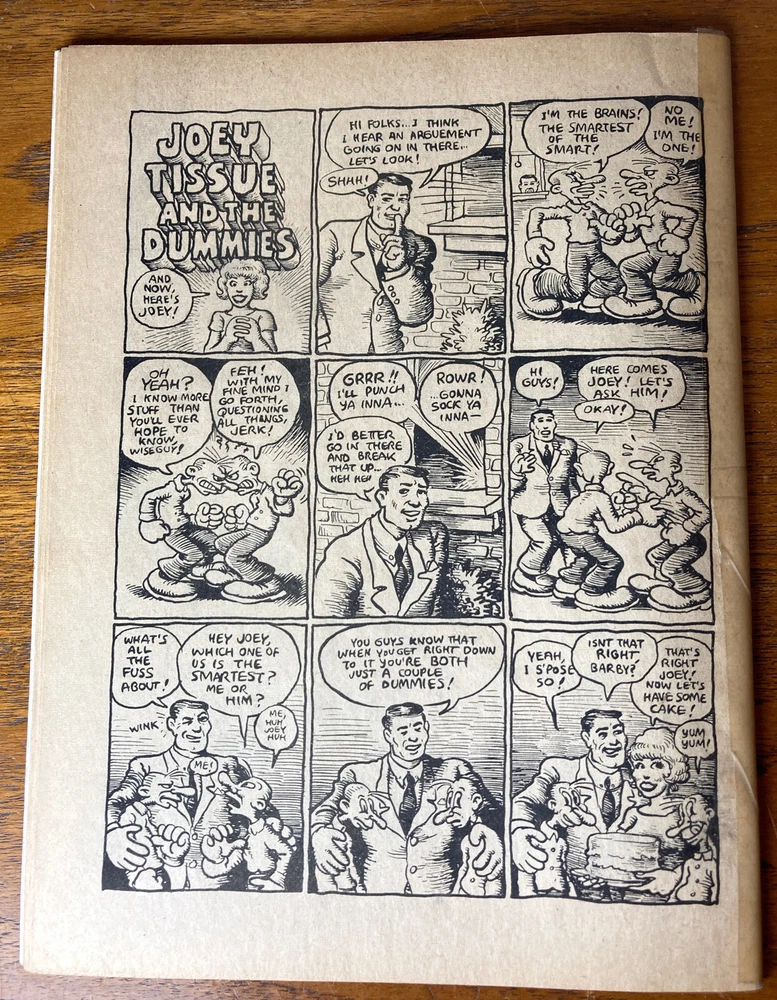 JOEY,
TISSUE
AND THE
DUMMIES
AND
NOW,
HERE'S
JOEY!
HI FOLKS...I THINK
I HEAR AN ARGUEMENT
GOING ON IN THERE..
LET'S LOOK!
SHHH!
I'M THE BRAINS!
THE SMARTEST
OF THE
SMART!
NO
ME!
I'M THE
ONE!
OH
YEAH?
I KNOW MORE
STUFF THAN
YOU'LL EVER
HOPE TO
KNOW,
WISEGUY!
FEH!
WITH MY
FINE MIND I
GO FORTH,
QUESTIONING
ALL THINGS,
JERK!
GRRR!!
I'LL PUNCH
YA INNA...
ROWR!
...GONNA
SOCK YA
INNA—
I'D BETTER
GO IN THERE
AND BREAK
THAT UP...
HEH HEH
HI
GUYS!
HERE COMES
JOEY! LET'S
ASK HIM!
OKAY!
WHAT'S
ALL
THE
FUSS
ABOUT!
HEY JOEY,
WHICH ONE OF
US IS THE
SMARTEST?
ME OR
HIM?
ME,
HUH
JOEY
HUH
WINK
ME!
YOU GUYS KNOW THAT
WHEN YOU GET RIGHT DOWN
TO IT YOU'RE BOTH
JUST A COUPLE
OF DUMMIES!
YEAH,
I S'POSE
SO!
ISNT THAT
RIGHT
BARBY?
THAT'S
RIGHT
JOEY!
NOW LET'S
HAVE SOME
CAKE!
YUM
YUM!